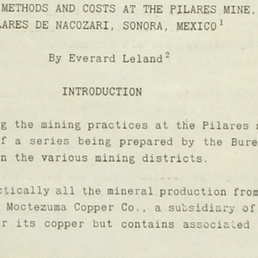 METHODS AND COSTS AT THE PILARES MINE,
LARES DE NACOZARI, SONORA, MEXICO¹
By Everard Leland²
INTRODUCTION
g the mining practices at the Pilares
f a series being prepared by the Bure
n the various mining districts.
ctically all the mineral production from
Moctezuma Copper Co., a subsidiary of
r its copper but contains associated